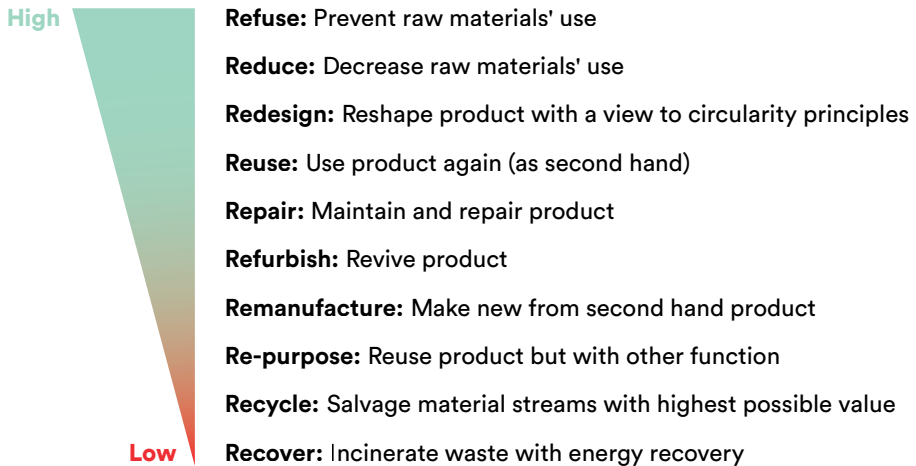 High
Refuse: Prevent raw materials' use
Reduce: Decrease raw materials' use
Redesign: Reshape product with a view to circularity principles
Reuse: Use product again (as second hand)
Repair: Maintain and repair product
Refurbish: Revive product
Remanufacture: Make new from second hand product
Re-purpose: Reuse product but with other function
Recycle: Salvage material streams with highest possible value
Low
Recover: Incinerate waste with energy recovery